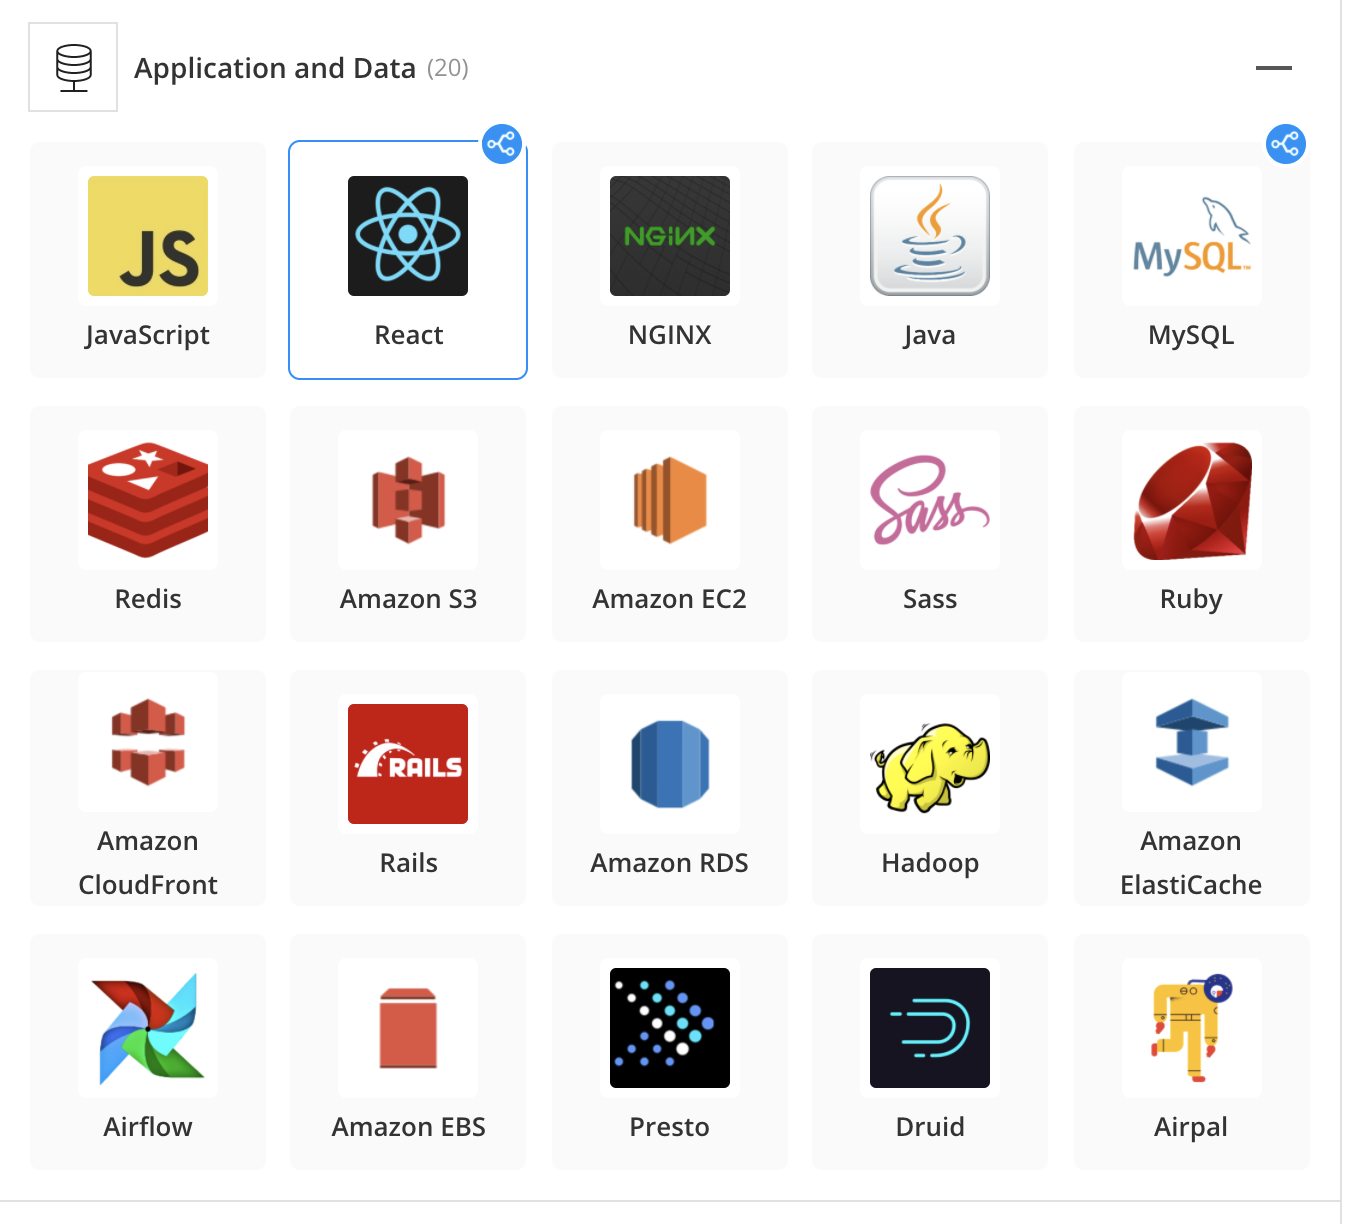 Application and Data (20)
JS
NGINX
MySQL™
JavaScript
React
NGINX
Java
MySQL
Sass
Redis
Amazon S3
Amazon EC2
Sass
Ruby
RAILS
Amazon
CloudFront
Rails
Amazon RDS
Hadoop
Amazon
ElastiCache
Airflow
Amazon EBS
Presto
Druid
Airpal